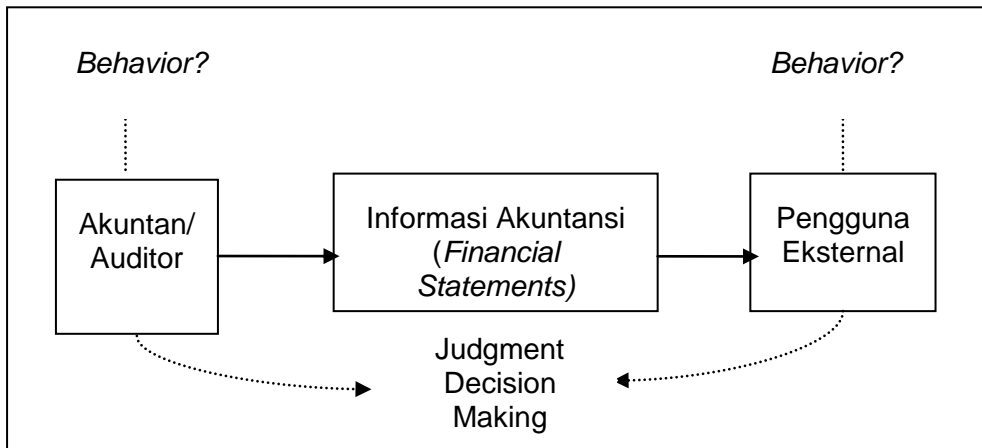 Behavior?
Behavior?
Akuntan/
Auditor
Informasi Akuntansi
(Financial
Statements)
Pengguna
Eksternal
Judgment
Decision
Making